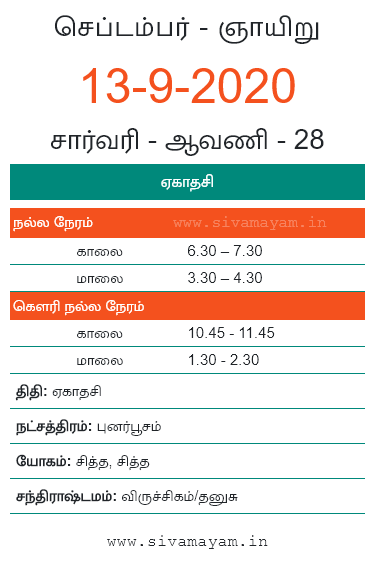 செப்டம்பர் - ஞாயிறு
13-9-2020
சார்வரி - ஆவணி - 28
ஏகாதசி
நல்ல நேரம் www.sivamayam.in
காலை 6.30 – 7.30
மாலை 3.30 – 4.30
கௌரி நல்ல நேரம்
காலை 10.45 - 11.45
மாலை 1.30 - 2.30
திதி: ஏகாதசி
நட்சத்திரம்: புனர்பூசம்
யோகம்: சித்த, சித்த
சந்திராஷ்டமம்: விருச்சிகம்/தனுசு
www.sivamayam.in